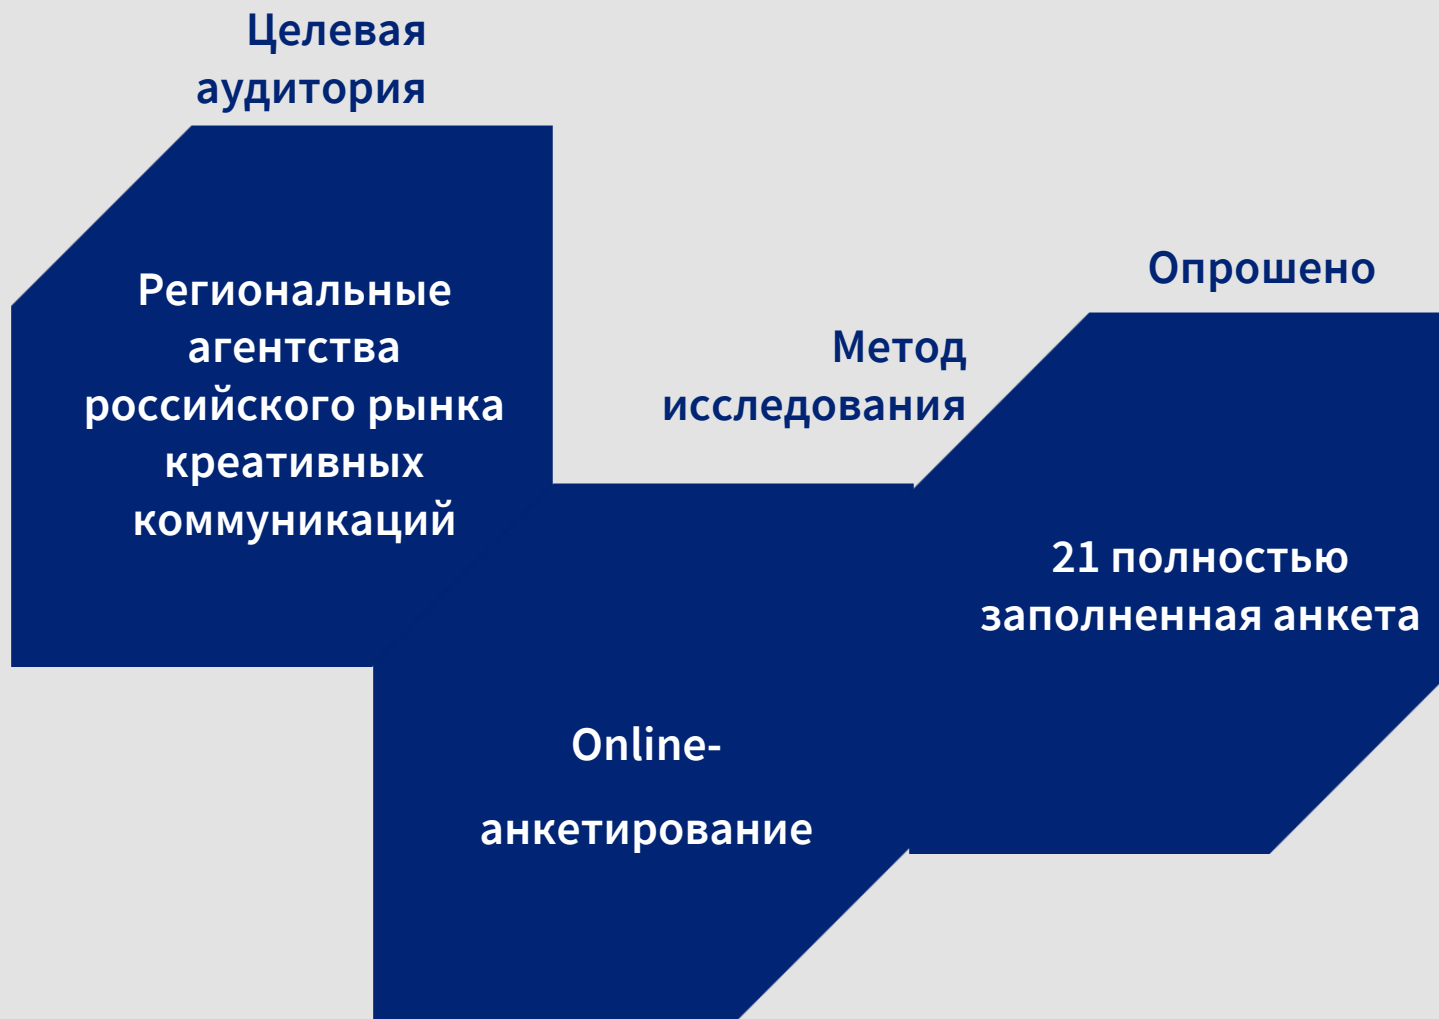 Целевая
аудитория
Региональные
агентства
российского рынка
креативных
коммуникаций
Метод
исследования
Online-
анкетирование
Опрошено
21 полностью
заполненная анкета